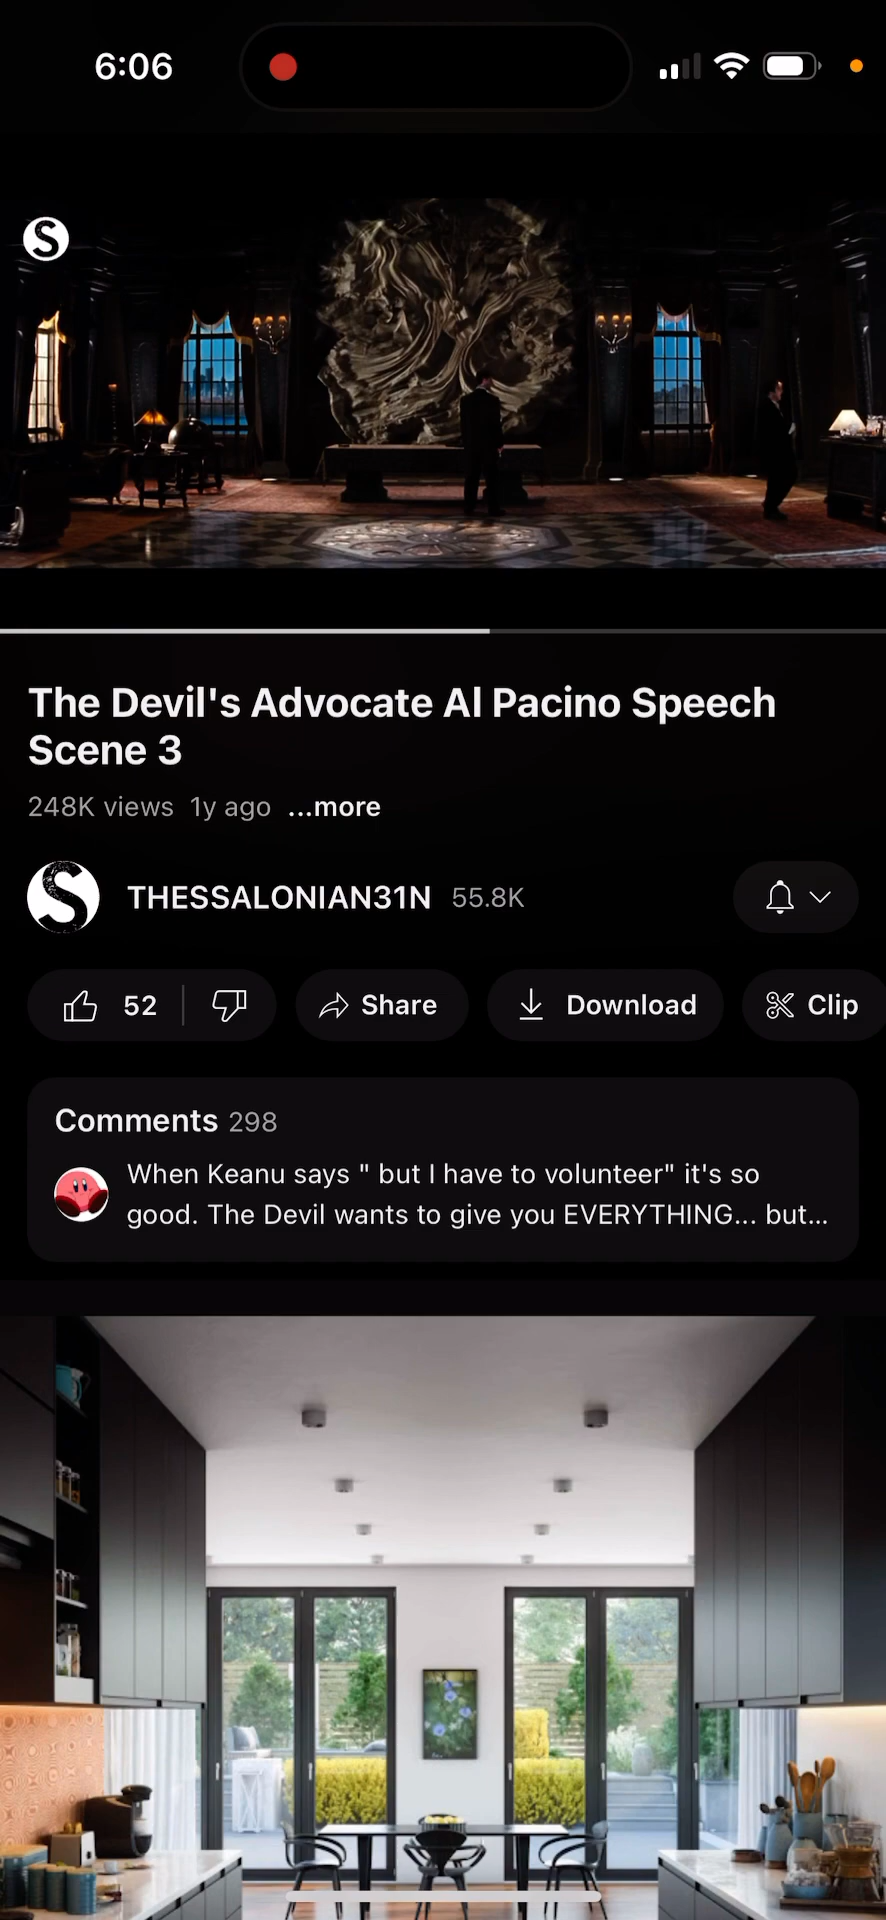 6:06
S
The Devil's Advocate Al Pacino Speech
Scene 3
248K views 1y ago ...more
S THESSALONIAN31N 55.8K
52 Share Download Clip
Comments 298
When Keanu says " but I have to volunteer" it's so
good. The Devil wants to give you EVERYTHING... but...